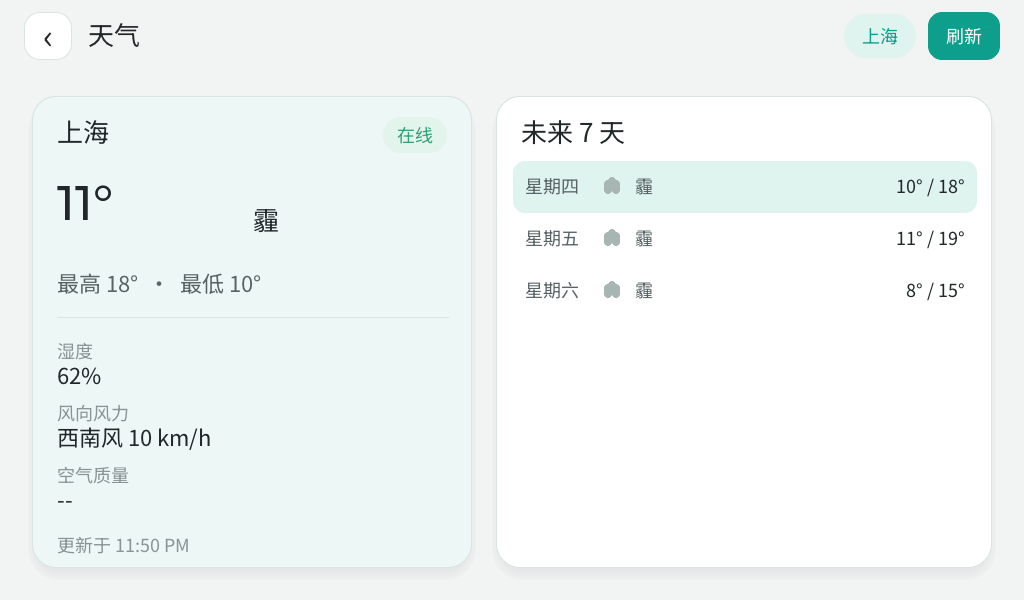 ‹ 天气
上海
刷新
上海
在线
11°
霾
最高 18° • 最低 10°
湿度
62%
风向风力
西南风 10 km/h
空气质量
--
更新于 11:50 PM
未来 7 天
星期四 霾 10° / 18°
星期五 霾 11° / 19°
星期六 霾 8° / 15°